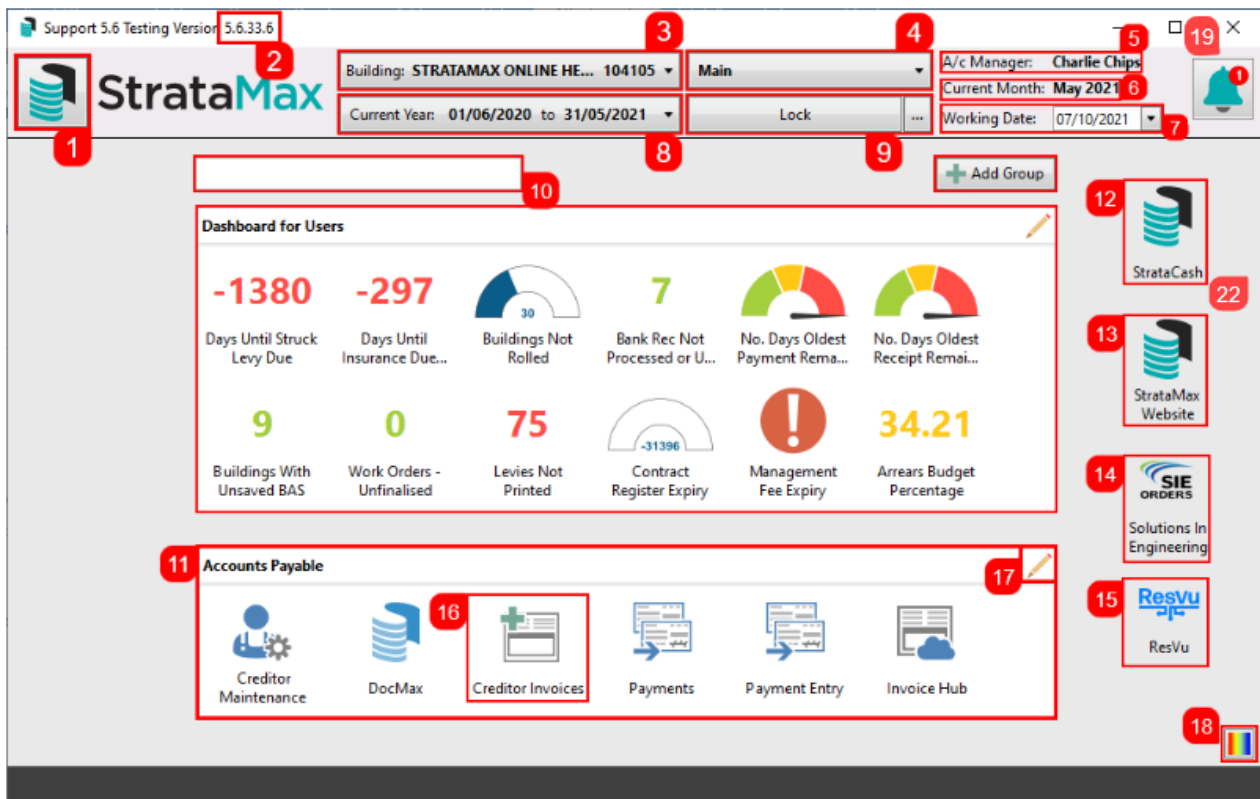 Support 5.6 Testing Version 5.6.33.6
19
1
StrataMax
2
Building: STRATAMAX ONLINE HE... 104105
3
Main
4
A/c Manager: Charlie Chips
5
Current Month: May 2021
6
Current Year: 01/06/2020 to 31/05/2021
8
Lock
...
9
Working Date: 07/10/2021
7
1
10
Add Group
Dashboard for Users
-1380
-297
30
7
Days Until Struck
Levy Due
Days Until
Insurance Due...
Buildings Not
Rolled
Bank Rec Not
Processed or U...
No. Days Oldest
Payment Rema...
No. Days Oldest
Receipt Remai...
9
0
75
-31396
34.21
Buildings With
Unsaved BAS
Work Orders -
Unfinalised
Levies Not
Printed
Contract
Register Expiry
Management
Fee Expiry
Arrears Budget
Percentage
11
Accounts Payable
17
16
Creditor
Maintenance
DocMax
Creditor Invoices
Payments
Payment Entry
Invoice Hub
12
StrataCash
22
13
StrataMax
Website
14
SIE
ORDERS
Solutions In
Engineering
15
ResVu
ResVu
18